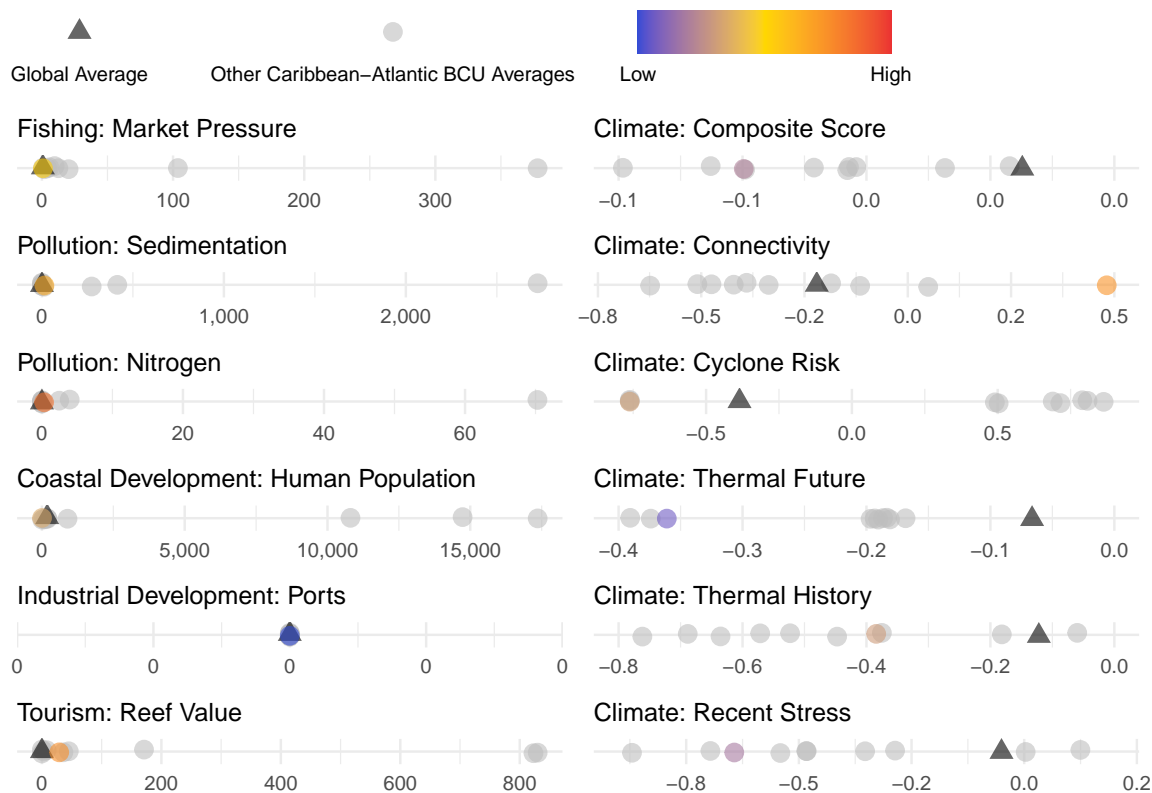 Global Average
Other Caribbean−Atlantic BCU Averages
Low
High
Fishing: Market Pressure
0 100 200 300
Pollution: Sedimentation
0 1,000 2,000
Pollution: Nitrogen
0 20 40 60
Coastal Development: Human Population
0 5,000 10,000 15,000
Industrial Development: Ports
0 0 0 0 0
Tourism: Reef Value
0 200 400 600 800
Climate: Composite Score
−0.1 −0.1 0.0 0.0 0.0
Climate: Connectivity
−0.8 −0.5 −0.2 0.0 0.2 0.5
Climate: Cyclone Risk
−0.5 0.0 0.5
Climate: Thermal Future
−0.4 −0.3 −0.2 −0.1 0.0
Climate: Thermal History
−0.8 −0.6 −0.4 −0.2 0.0
Climate: Recent Stress
−0.8 −0.5 −0.2 0.0 0.2